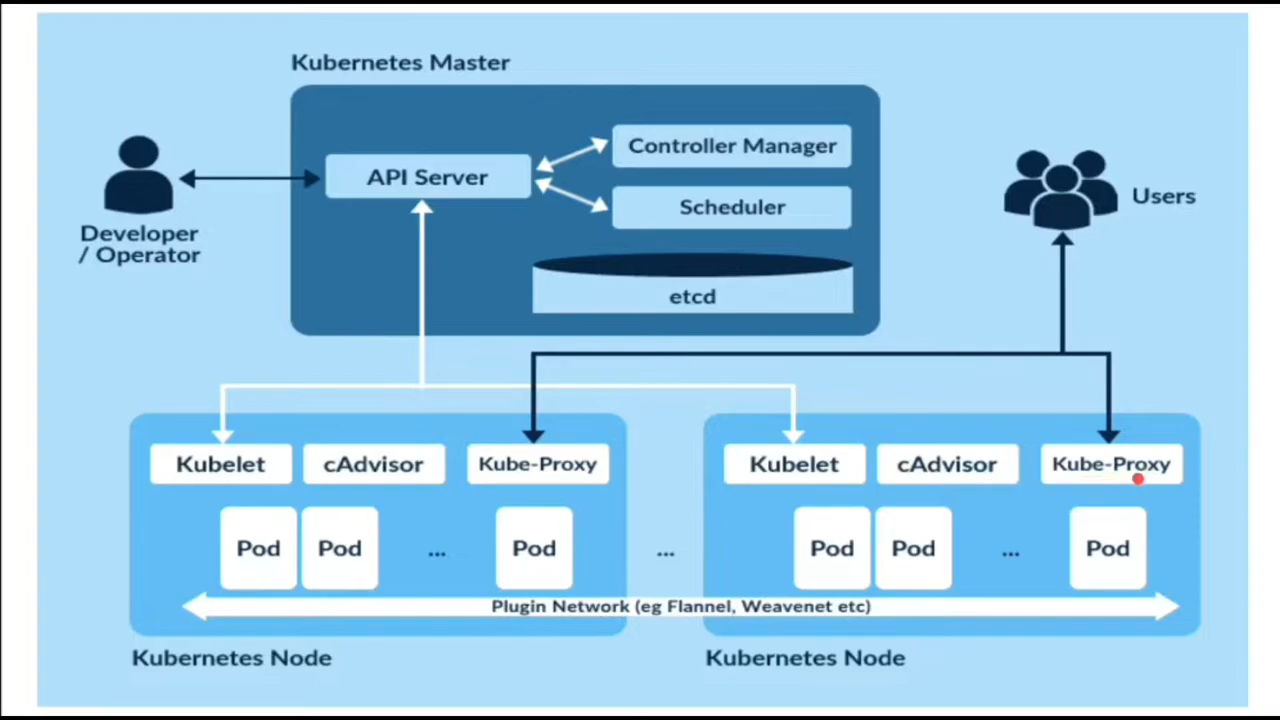 Kubernetes Master
API Server
Controller Manager
Scheduler
etcd
Developer
/ Operator
Users
Kubelet
cAdvisor
Kube-Proxy
Kubelet
cAdvisor
Kube-Proxy
Pod
Pod
...
Pod
...
Pod
Pod
...
Pod
Plugin Network (eg Flannel, Weavenet etc)
Kubernetes Node
Kubernetes Node